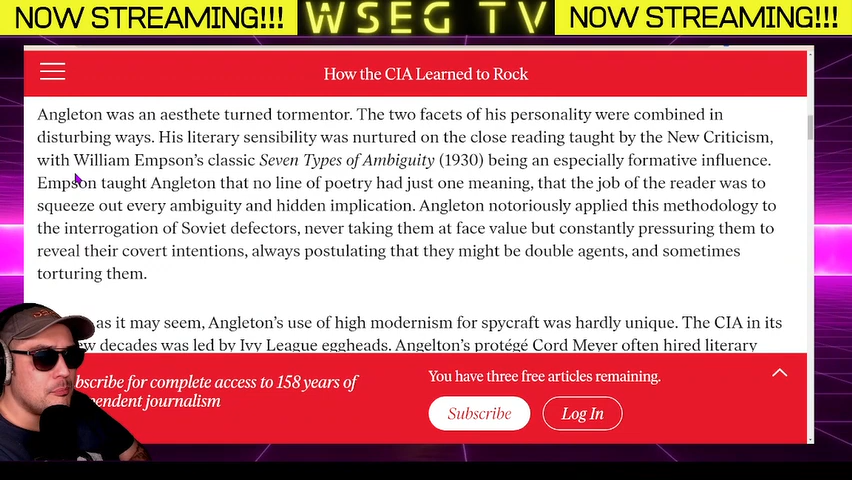 NOW STREAMING!!! WSEG TV NOW STREAMING!!!
How the CIA Learned to Rock
Angleton was an aesthete turned tormentor. The two facets of his personality were combined in
disturbing ways. His literary sensibility was nurtured on the close reading taught by the New Criticism,
with William Empson's classic Seven Types of Ambiguity (1930) being an especially formative influence.
Empson taught Angleton that no line of poetry had just one meaning, that the job of the reader was to
squeeze out every ambiguity and hidden implication. Angleton notoriously applied this methodology to
the interrogation of Soviet defectors, never taking them at face value but constantly pressuring them to
reveal their covert intentions, always postulating that they might be double agents, and sometimes
torturing them.
as it may seem, Angleton's use of high modernism for spycraft was hardly unique. The CIA in its
decades was led by Ivy League eggheads. Angelton's protégé Cord Meyer often hired literary
for complete access to 158 years of
journalism
You have three free articles remaining.
Subscribe
Log In